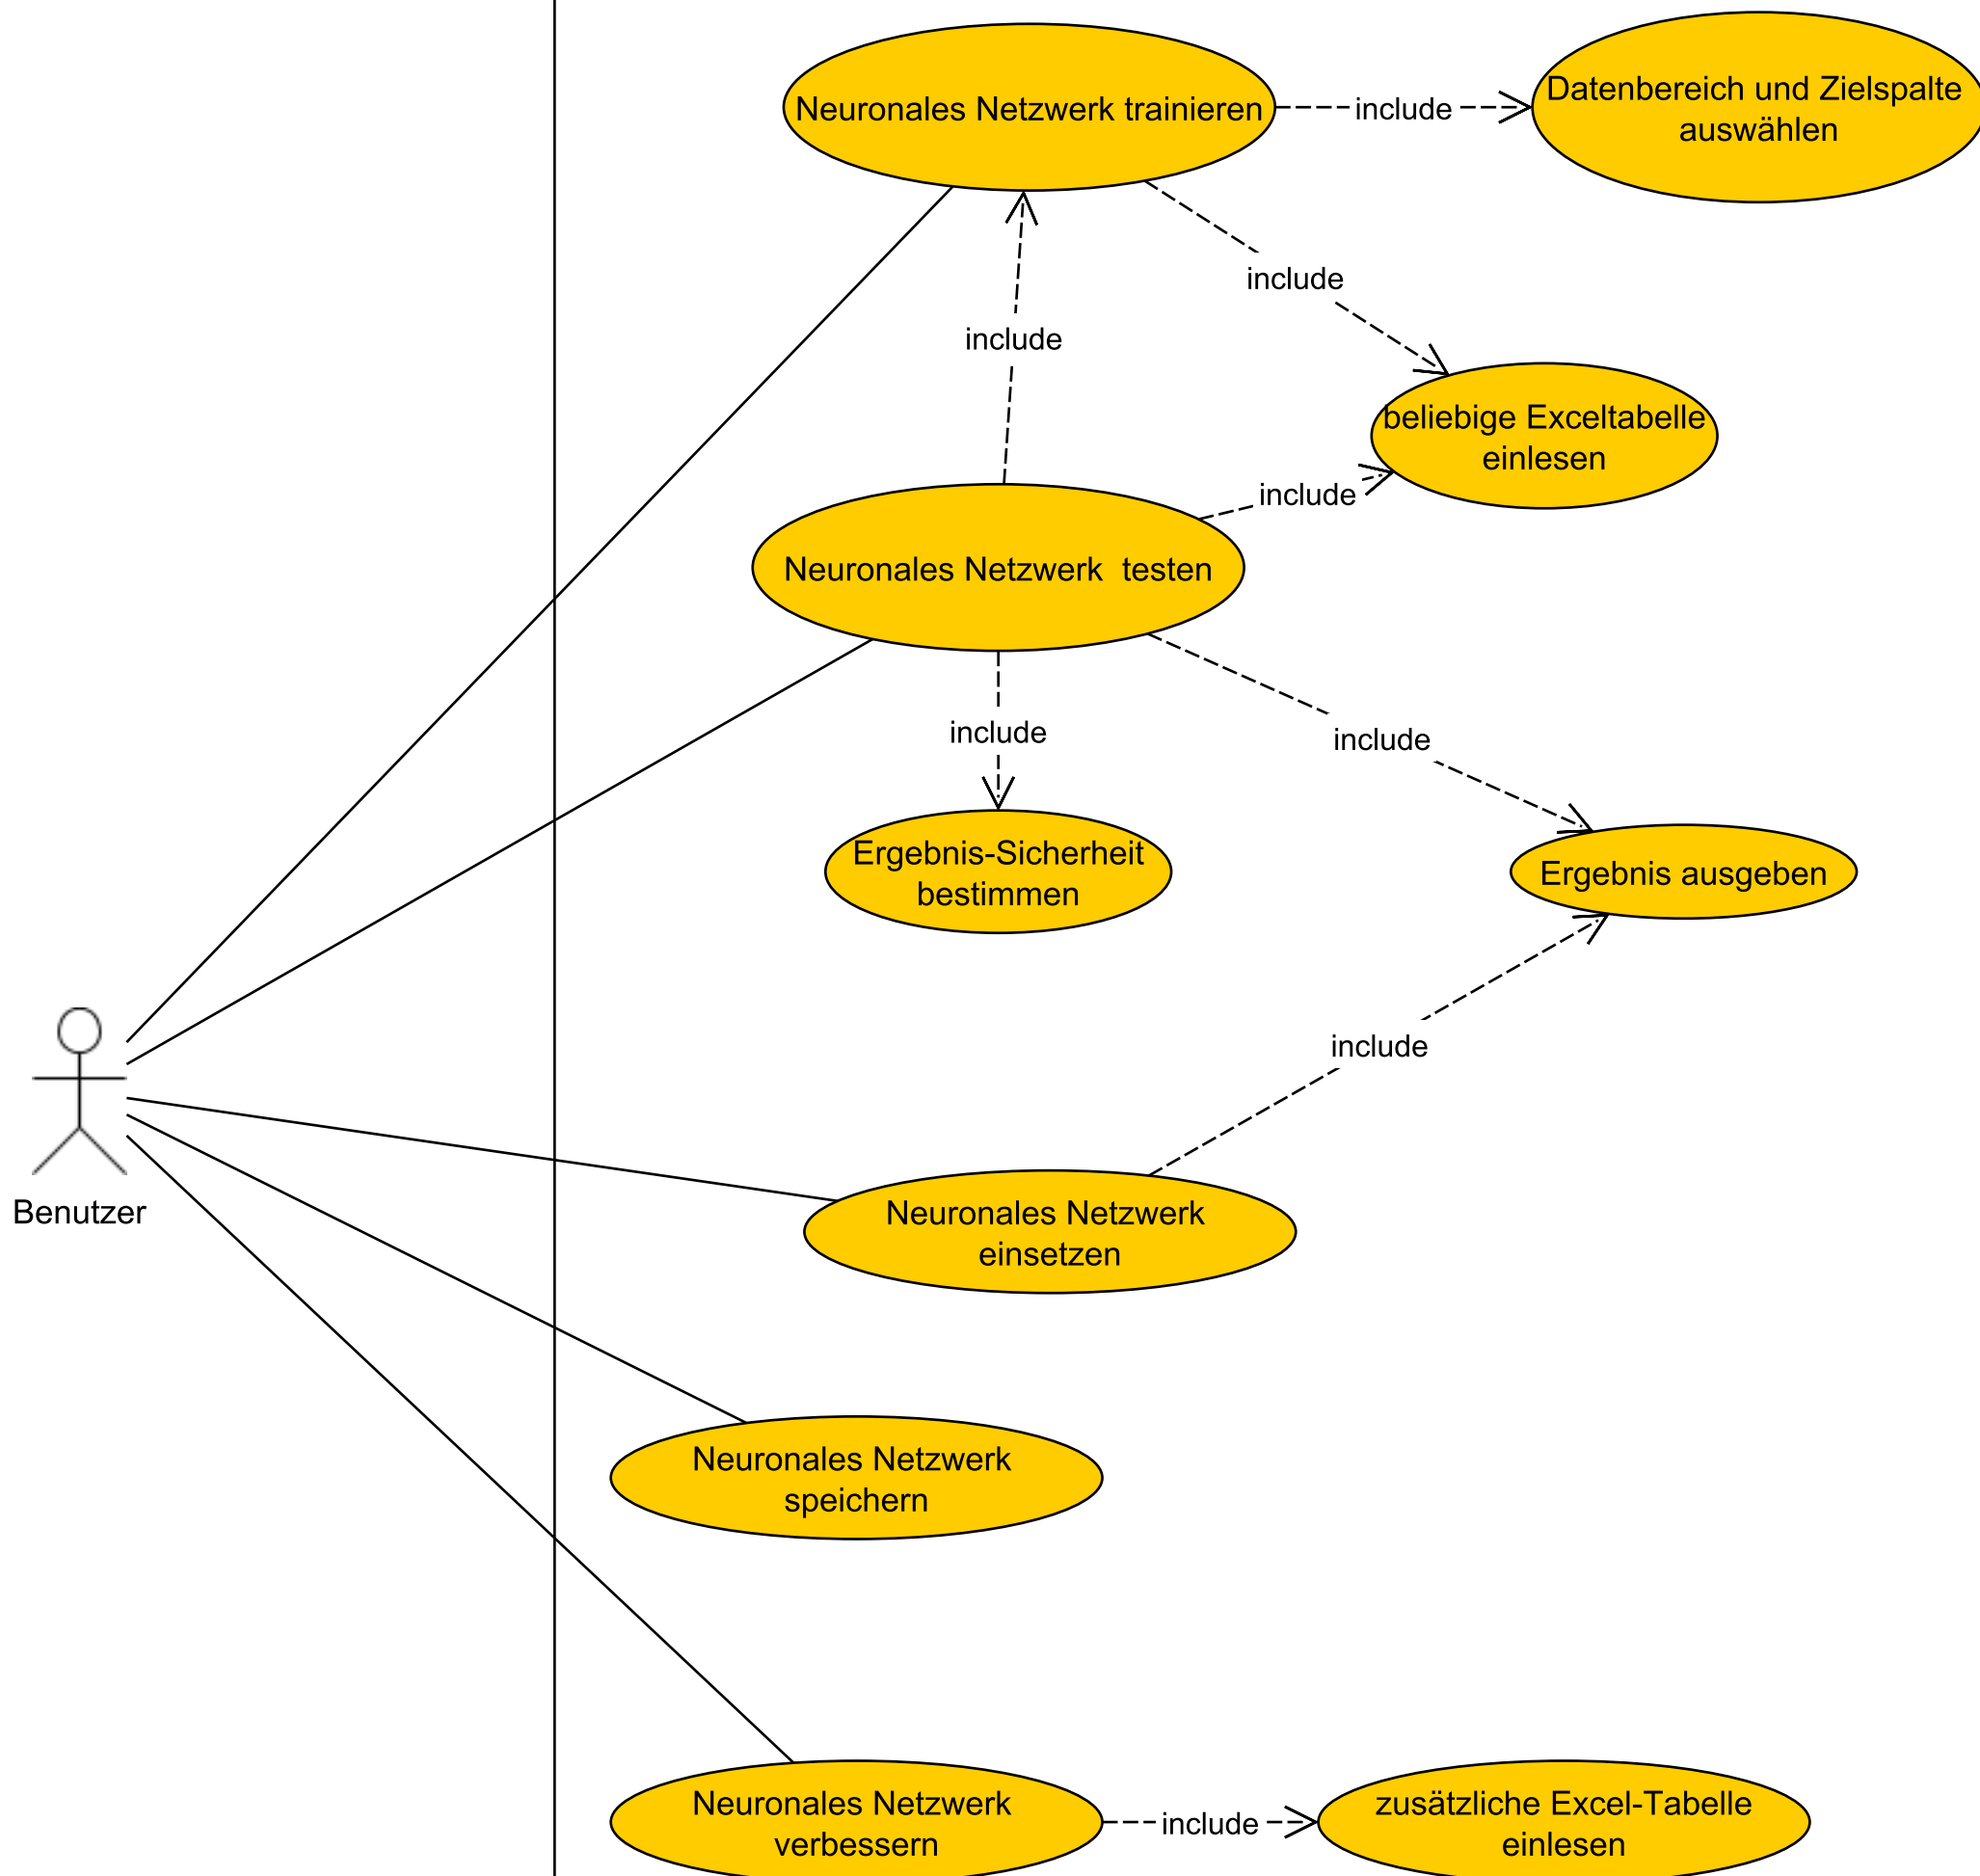 Neuronales Netzwerk trainieren
include
Datenbereich und Zielspalte
auswählen
include
include
beliebige Exceltabelle
einlesen
include
Neuronales Netzwerk  testen
include
include
Ergebnis-Sicherheit
bestimmen
Ergebnis ausgeben
include
Benutzer
Neuronales Netzwerk
einsetzen
Neuronales Netzwerk
speichern
Neuronales Netzwerk
verbessern
include
zusätzliche Excel-Tabelle
einlesen